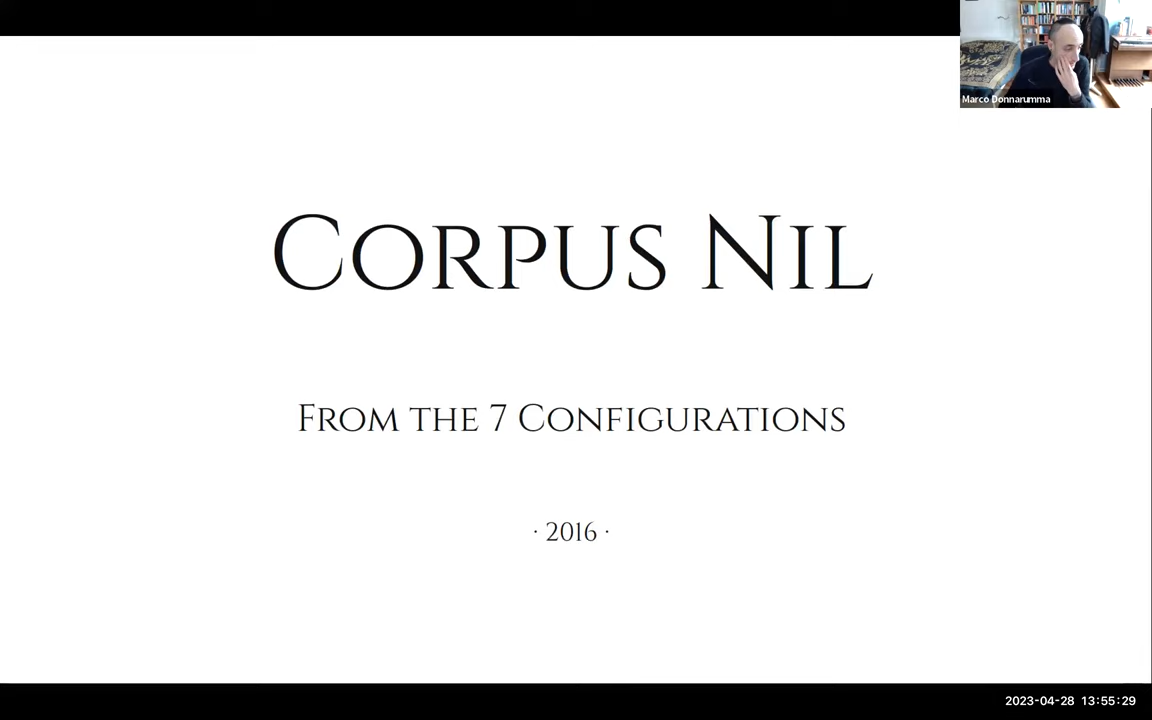 Marco Donnarumma
Corpus Nil
From the 7 Configurations
· 2016 ·
2023-04-28 13:55:29